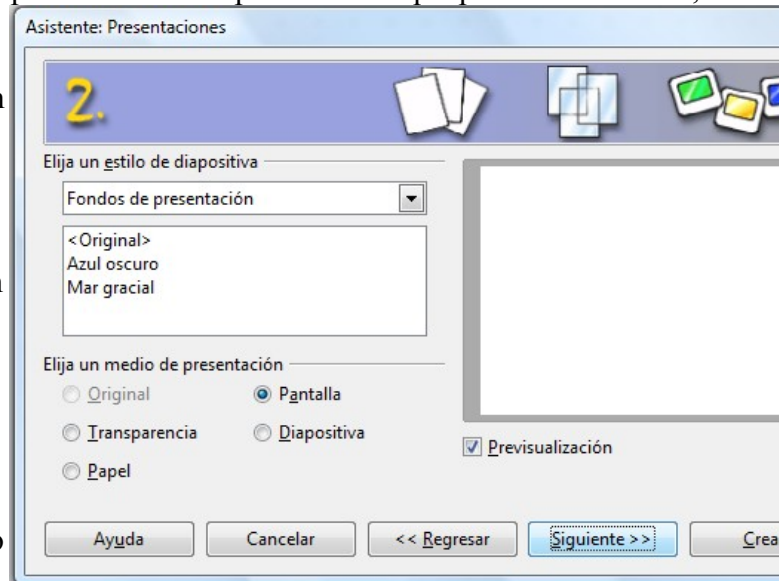 Asistente: Presentaciones
2.
Elija un estilo de diapositiva
Fondos de presentación
<Original>
Azul oscuro
Mar gracial
Elija un medio de presentación
Original Pantalla
Transparencia Diapositiva
Papel
Previsualización
Ayuda Cancelar << Regresar Siguiente >> Crea